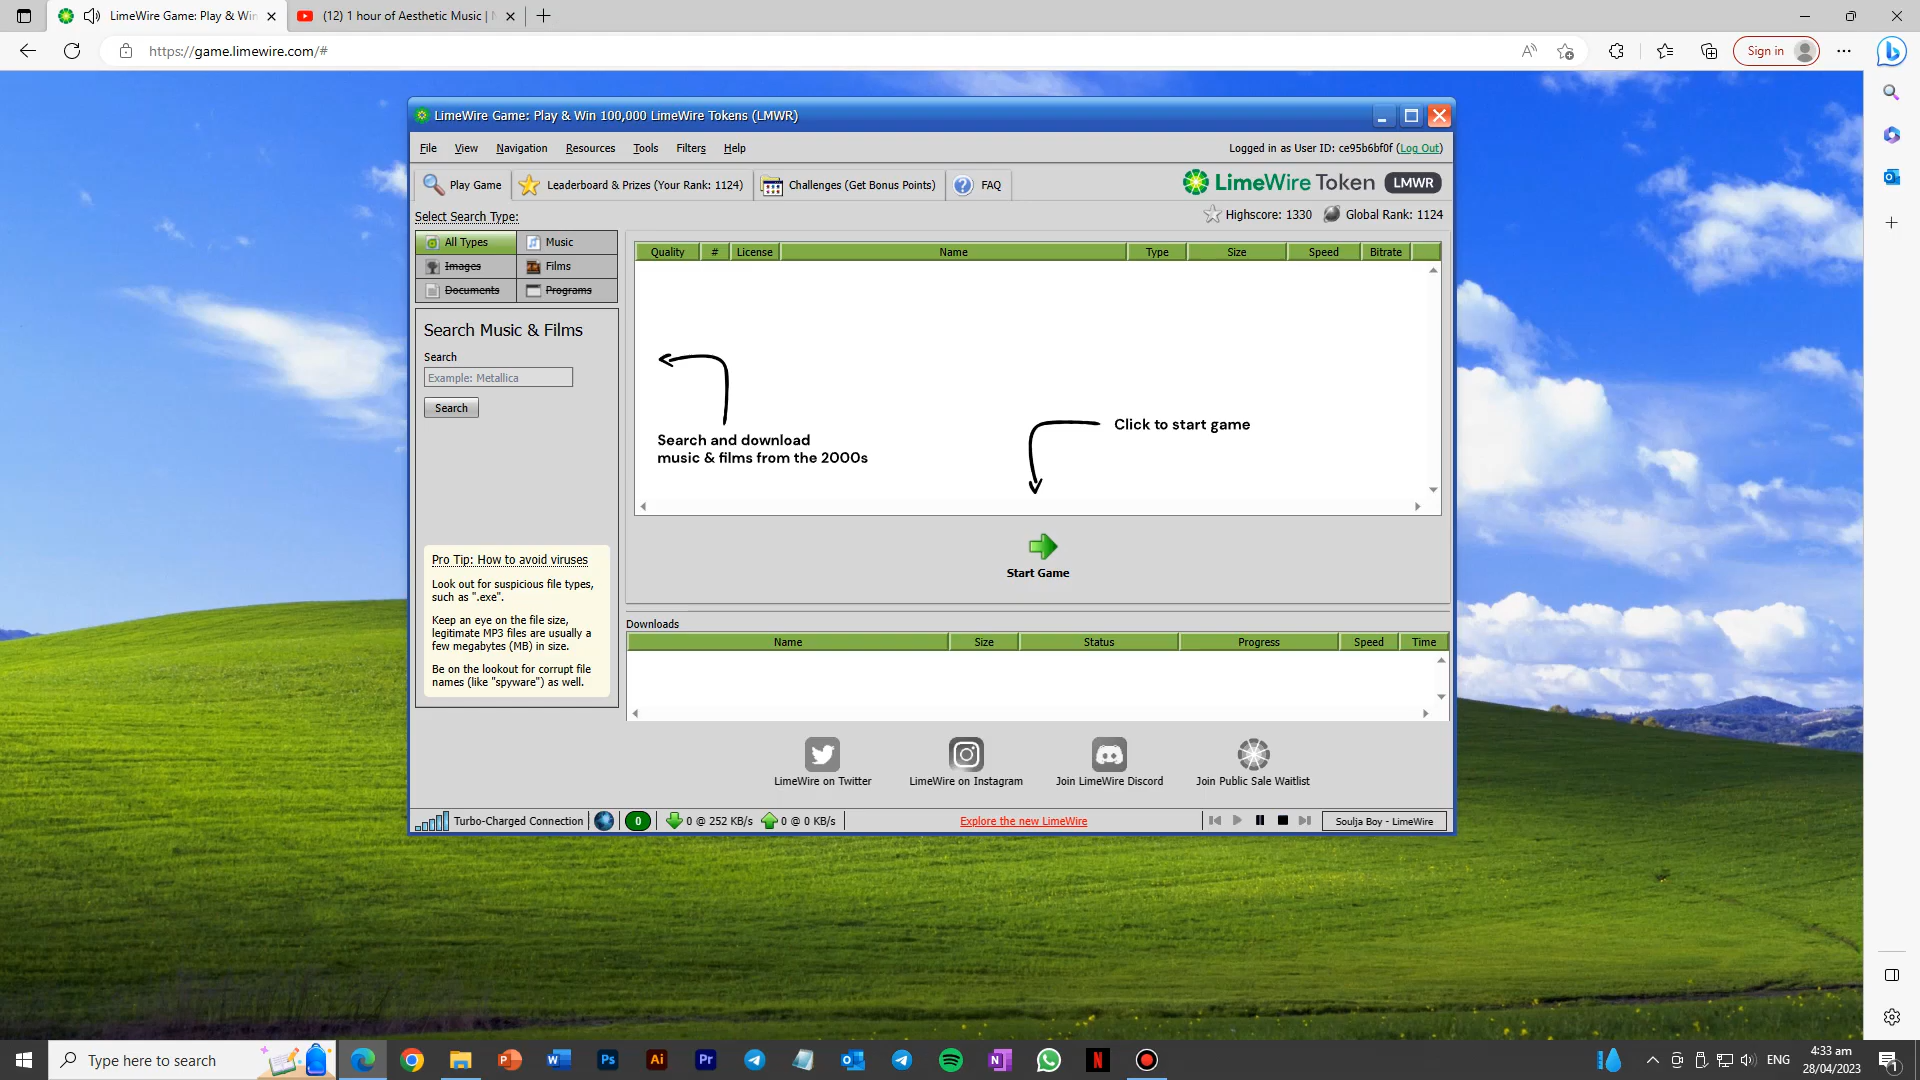 LimeWire Game: Play & Win
(12) 1 hour of Aesthetic Music |
https://game.limewire.com/#
Sign in
LimeWire Game: Play & Win 100,000 LimeWire Tokens (LMWR)
File View Navigation Resources Tools Filters Help
Logged in as User ID: ce95b6bf0f (Log Out)
Play Game
Leaderboard & Prizes (Your Rank: 1124)
Challenges (Get Bonus Points)
FAQ
LimeWire Token LMWR
Select Search Type:
Highscore: 1330 Global Rank: 1124
All Types Music
Images Films
Documents Programs
Quality # License Name Type Size Speed Bitrate
Search Music & Films
Search
Example: Metallica
Search
Search and download
music & films from the 2000s
Click to start game
Start Game
Pro Tip: How to avoid viruses
Look out for suspicious file types,
such as ".exe".
Keep an eye on the file size,
legitimate MP3 files are usually a
few megabytes (MB) in size.
Be on the lookout for corrupt file
names (like "spyware") as well.
Downloads
Name Size Status Progress Speed Time
LimeWire on Twitter
LimeWire on Instagram
Join LimeWire Discord
Join Public Sale Waitlist
Turbo-Charged Connection
0
0 @ 252 KB/s 0 @ 0 KB/s
Explore the new LimeWire
Soulja Boy - LimeWire
Type here to search
ENG
4:33 am
28/04/2023
1